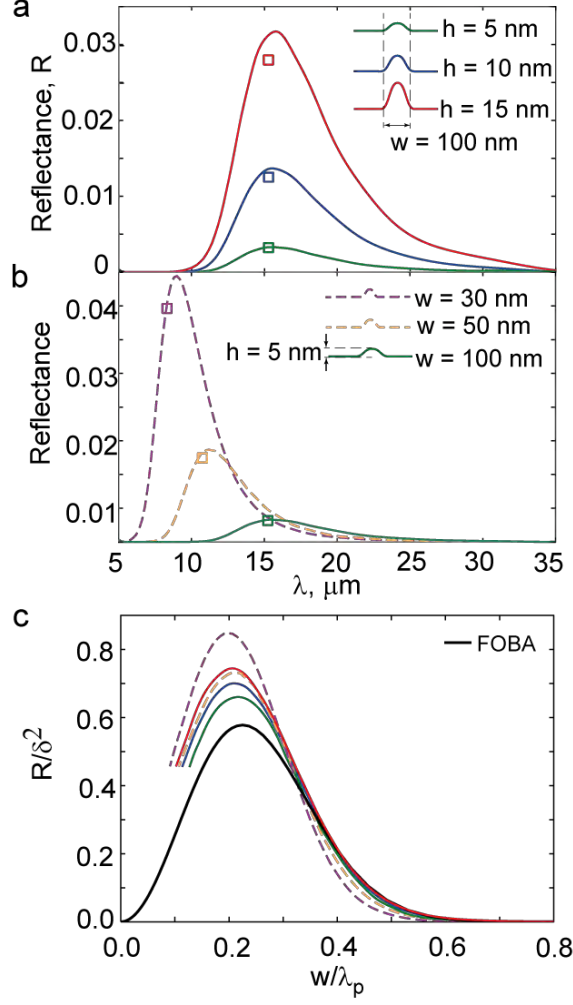 a
Reflectance, R
0.03
0.02
0.01
0
h = 5 nm
h = 10 nm
h = 15 nm
w = 100 nm
b
Reflectance
0.04
0.02
0.01
w = 30 nm
w = 50 nm
h = 5 nm
w = 100 nm
5 10 15 20 25 30 35
λ, μm
c
R/δ²
0.8
0.6
0.4
0.2
0.0
FOBA
0.0 0.2 0.4 0.6 0.8
w/λₚ